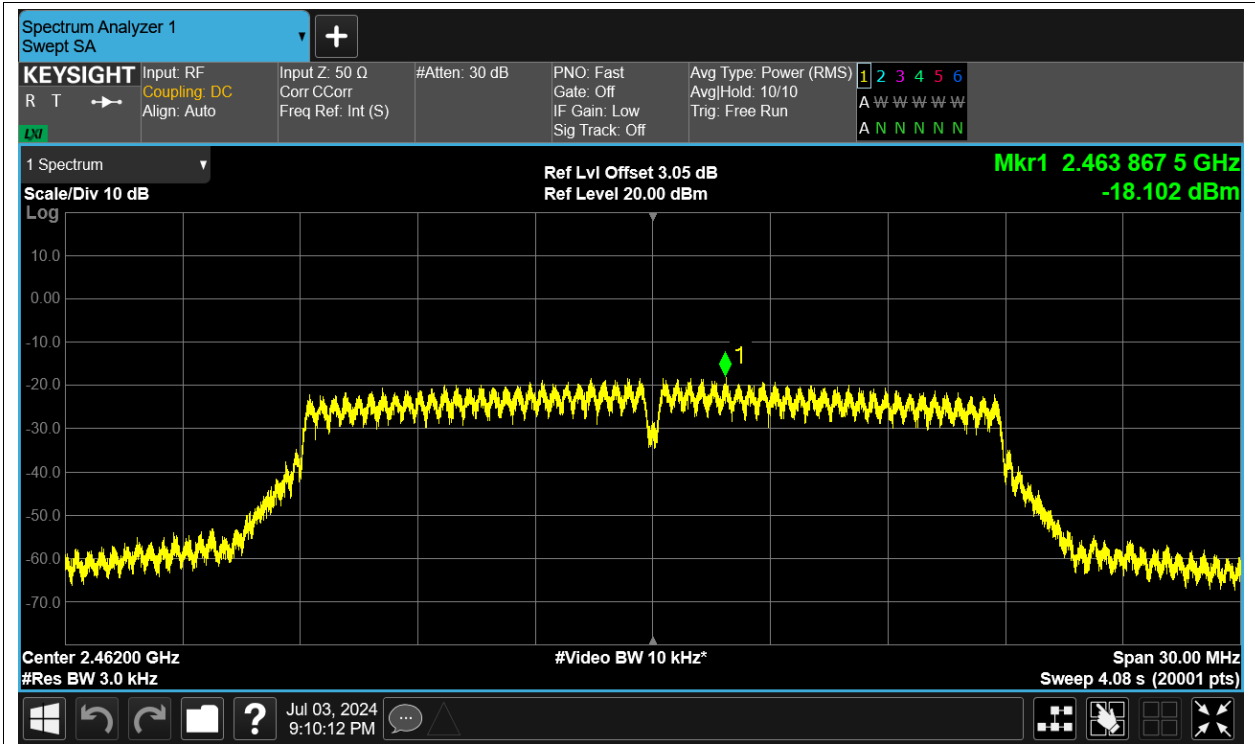 Spectrum Analyzer 1
Swept SA
KEYSIGHT
R T
LXI
Input: RF
Coupling: DC
Align: Auto
Input Z: 50 Ω
Corr CCorr
Freq Ref: Int (S)
#Atten: 30 dB
PNO: Fast
Gate: Off
IF Gain: Low
Sig Track: Off
Avg Type: Power (RMS)
Avg|Hold: 10/10
Trig: Free Run
1 2 3 4 5 6
A W W W W W
A N N N N N
1 Spectrum
Scale/Div 10 dB
Log
Ref Lvl Offset 3.05 dB
Ref Level 20.00 dBm
Mkr1 2.463 867 5 GHz
-18.102 dBm
10.0
0.00
-10.0
1
-20.0
-30.0
-40.0
-50.0
-60.0
-70.0
Center 2.46200 GHz
#Video BW 10 kHz*
Span 30.00 MHz
#Res BW 3.0 kHz
Sweep 4.08 s (20001 pts)
?
Jul 03, 2024
9:10:12 PM